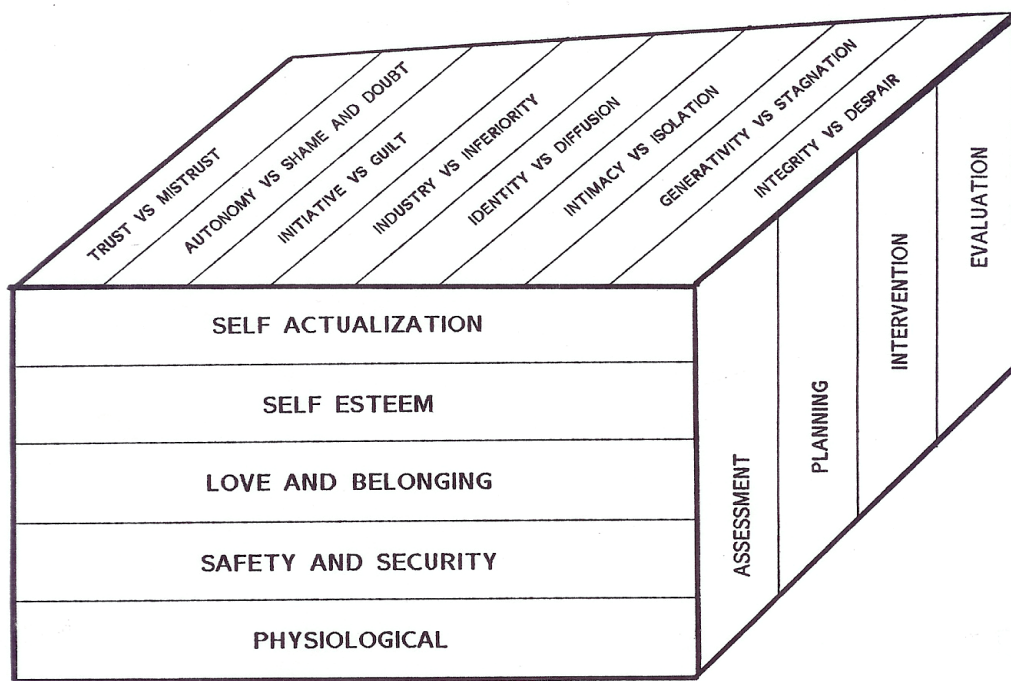 TRUST VS MISTRUST
AUTONOMY VS SHAME AND DOUBT
INITIATIVE VS GUILT
INDUSTRY VS INFERIORITY
IDENTITY VS DIFFUSION
INTIMACY VS ISOLATION
GENERATIVITY VS STAGNATION
INTEGRITY VS DESPAIR
SELF ACTUALIZATION
SELF ESTEEM
LOVE AND BELONGING
SAFETY AND SECURITY
PHYSIOLOGICAL
ASSESSMENT
PLANNING
INTERVENTION
EVALUATION